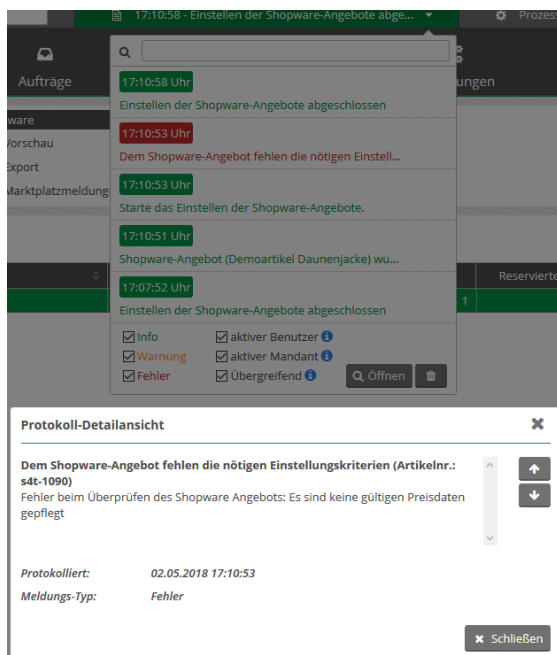 17:10:58 - Einstellen der Shopware-Angebote abge...
Prozes
Aufträge
ungen
17:10:58 Uhr
Einstellen der Shopware-Angebote abgeschlossen
ware
17:10:53 Uhr
Vorschau
Dem Shopware-Angebot fehlen die nötigen Einstell...
Export
Marktplatzmeldung
17:10:53 Uhr
Starte das Einstellen der Shopware-Angebote.
17:10:51 Uhr
Shopware-Angebot (Demoartikel Daunenjacke) wu...
Reservierte
17:07:52 Uhr
1
Einstellen der Shopware-Angebote abgeschlossen
Info aktiver Benutzer
Warnung aktiver Mandant
Fehler Übergreifend Öffnen
Protokoll-Detailansicht
Dem Shopware-Angebot fehlen die nötigen Einstellungskriterien (Artikelnr.:
s4t-1090)
Fehler beim Überprüfen des Shopware Angebots: Es sind keine gültigen Preisdaten
gepflegt
Protokolliert: 02.05.2018 17:10:53
Meldungs-Typ: Fehler
Schließen